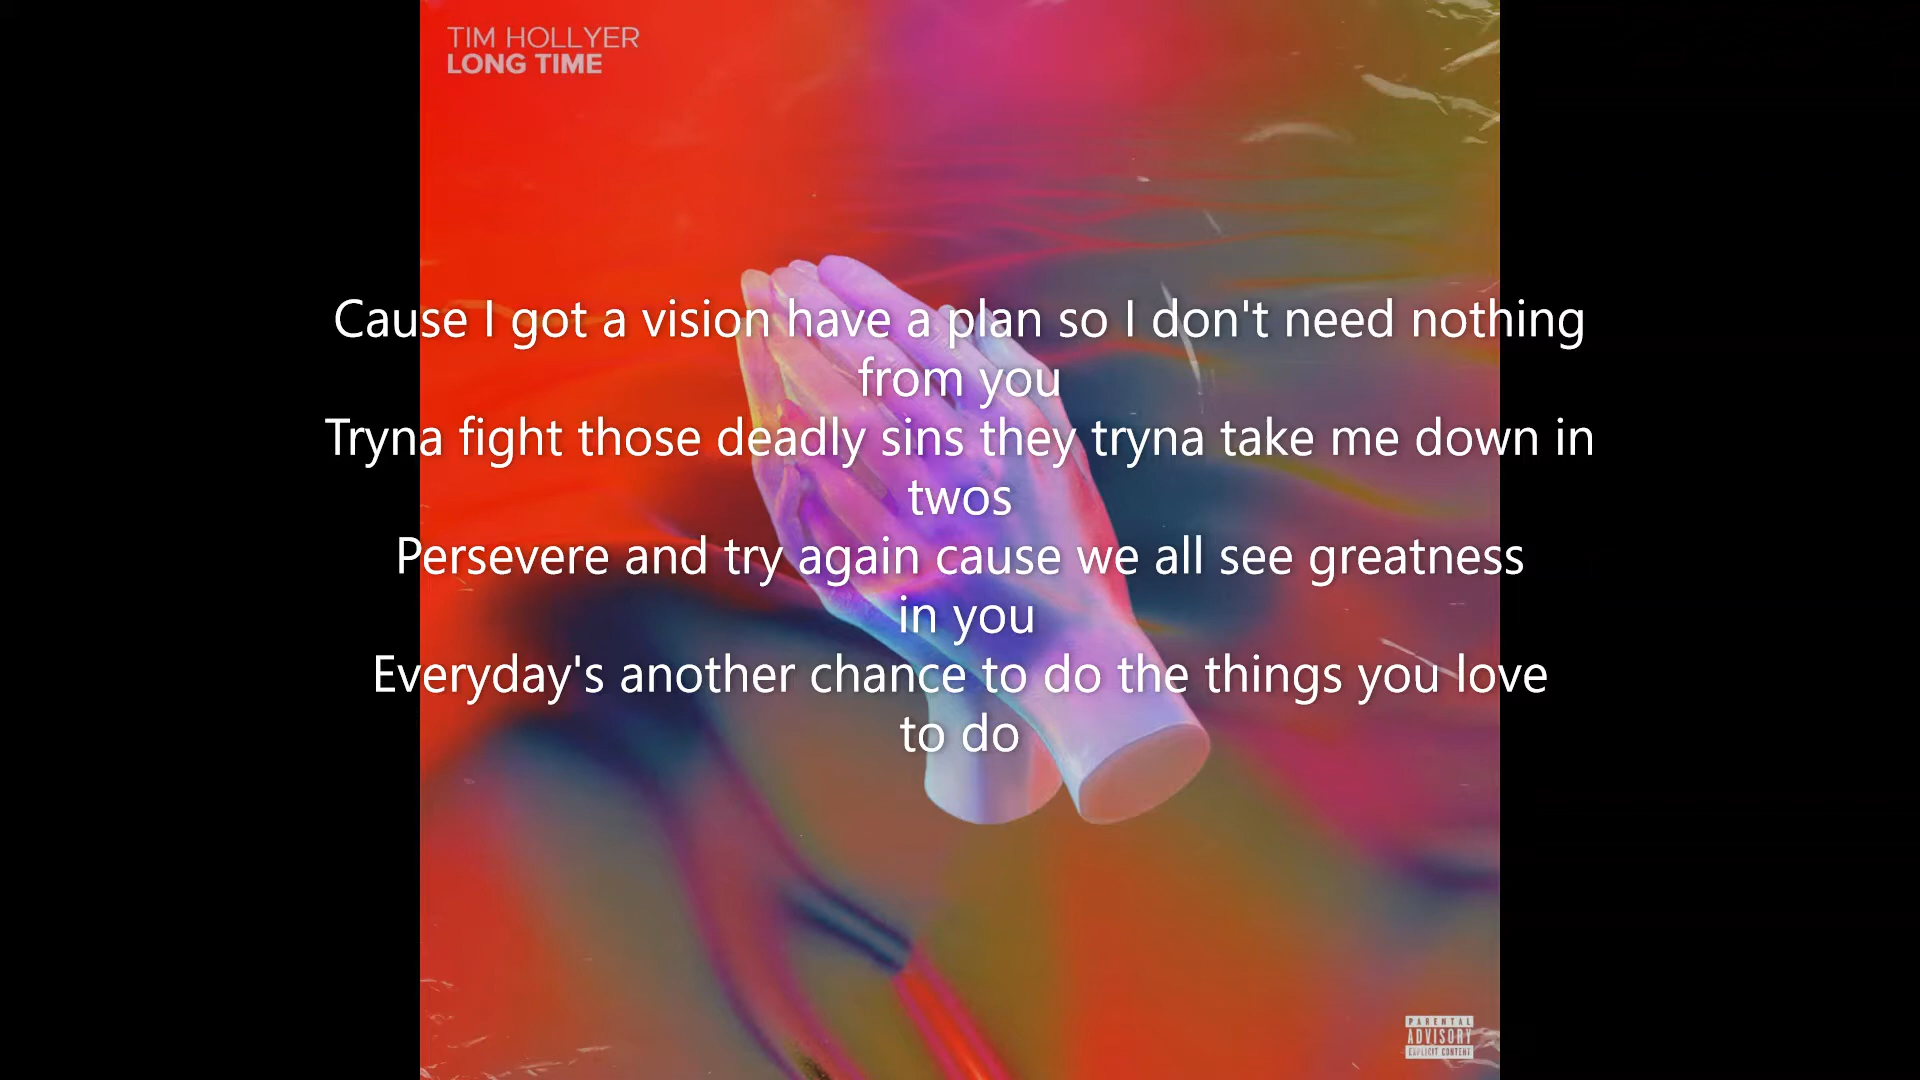 TIM HOLLYER
LONG TIME
Cause I got a vision have a plan so I don't need nothing
from you
Tryna fight those deadly sins they tryna take me down in
twos
Persevere and try again cause we all see greatness
in you
Everyday's another chance to do the things you love
to do
PARENTAL
ADVISORY
EXPLICIT CONTENT